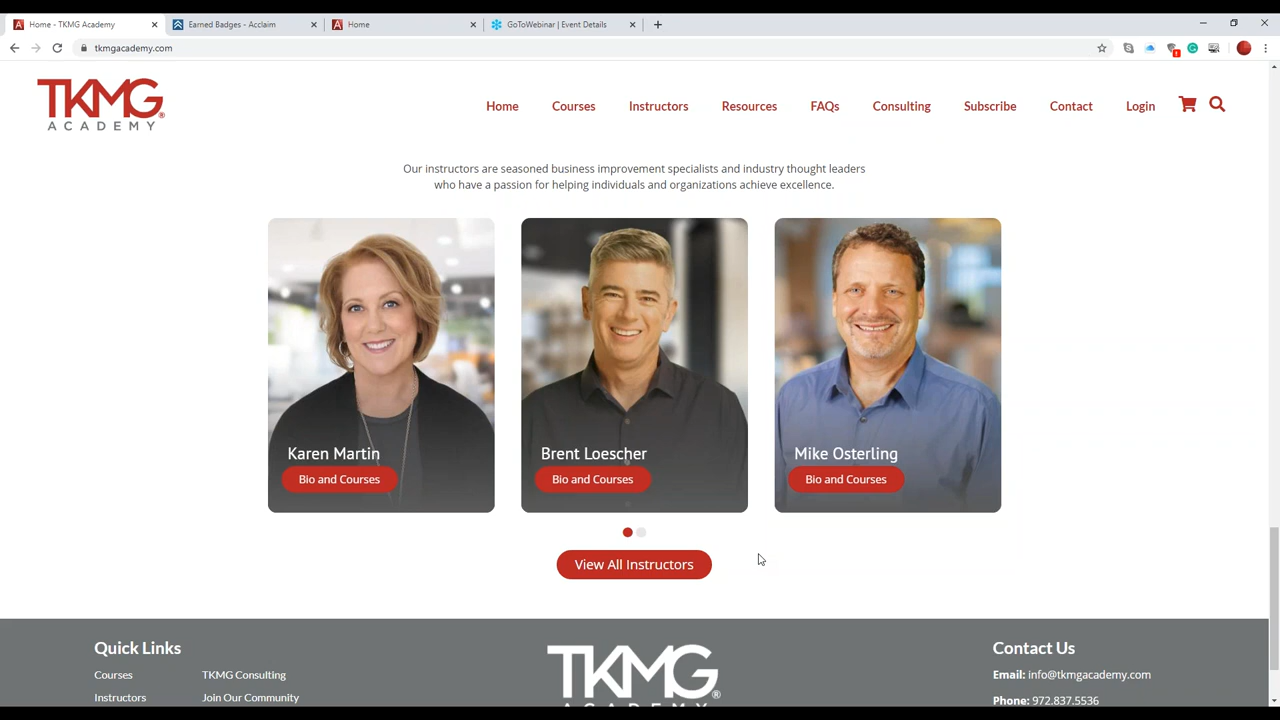 Home - TKMG Academy
Earned Badges - Acclaim
Home
GoToWebinar | Event Details
tkmgacademy.com
TKMG®
ACADEMY
Home Courses Instructors Resources FAQs Consulting Subscribe Contact Login
Our instructors are seasoned business improvement specialists and industry thought leaders
who have a passion for helping individuals and organizations achieve excellence.
Karen Martin
Bio and Courses
Brent Loescher
Bio and Courses
Mike Osterling
Bio and Courses
View All Instructors
Quick Links
Courses
TKMG Consulting
Instructors
Join Our Community
TKMG®
Contact Us
Email: info@tkmgacademy.com
Phone: 972.837.5536